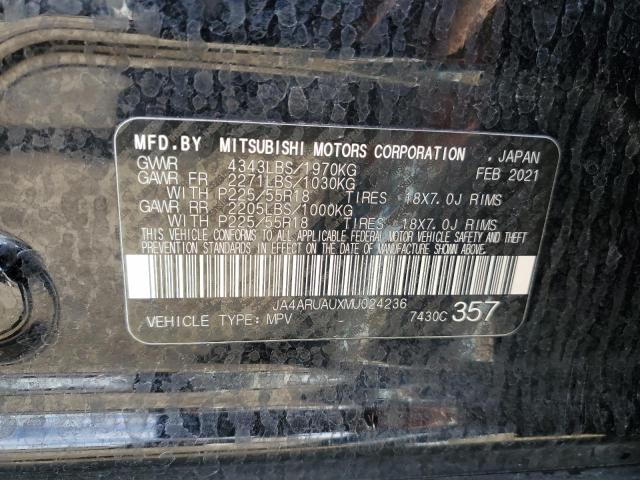 MFD.BY MITSUBISHI MOTORS CORPORATION . JAPAN
GVWR 4343LBS/1970KG FEB 2021
GAWR FR 2271LBS/1030KG
WITH P225/55R18 TIRES 18X7.0J RIMS
GAWR RR 2205LBS/1000KG
WITH P225/55R18 TIRES 18X7.0J RIMS
THIS VEHICLE CONFORMS TO ALL APPLICABLE FEDERAL MOTOR VEHICLE SAFETY AND THEFT
PREVENTION STANDARDS IN EFFECT ON THE DATE OF MANUFACTURE SHOWN ABOVE.
JA4ARUAUXMU024236
VEHICLE TYPE: MPV - 7430C 357